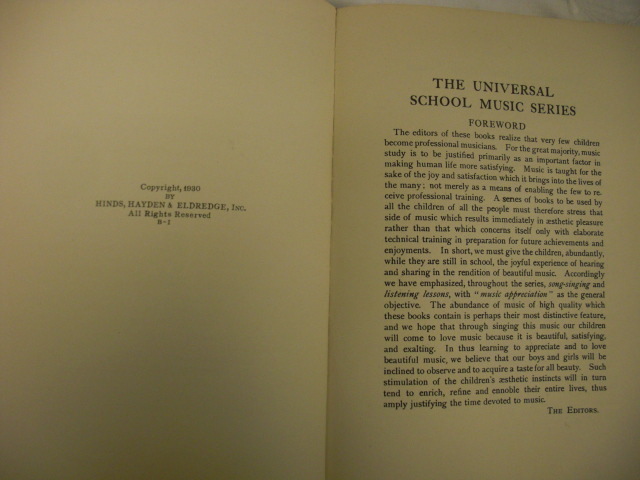 Copyright, 1930
BY
HINDS, HAYDEN & ELDREDGE, INC.
All Rights Reserved
B-1
THE UNIVERSAL
SCHOOL MUSIC SERIES
FOREWORD
The editors of these books realize that very few children
become professional musicians. For the great majority, music
study is to be justified primarily as an important factor in
making human life more satisfying. Music is taught for the
sake of the joy and satisfaction which it brings into the lives of
the many; not merely as a means of enabling the few to re-
ceive professional training. A series of books to be used by
all the children of all the people must therefore stress that
side of music which results immediately in æsthetic pleasure
rather than that which concerns itself only with elaborate
technical training in preparation for future achievements and
enjoyments. In short, we must give the children, abundantly,
while they are still in school, the joyful experience of hearing
and sharing in the rendition of beautiful music. Accordingly
we have emphasized, throughout the series, song-singing and
listening lessons, with "music appreciation" as the general
objective. The abundance of music of high quality which
these books contain is perhaps their most distinctive feature,
and we hope that through singing this music our children
will come to love music because it is beautiful, satisfying,
and exalting. In thus learning to appreciate and to love
beautiful music, we believe that our boys and girls will be
inclined to observe and to acquire a taste for all beauty. Such
stimulation of the children's æsthetic instincts will in turn
tend to enrich, refine and ennoble their entire lives, thus
amply justifying the time devoted to music.
THE EDITORS.